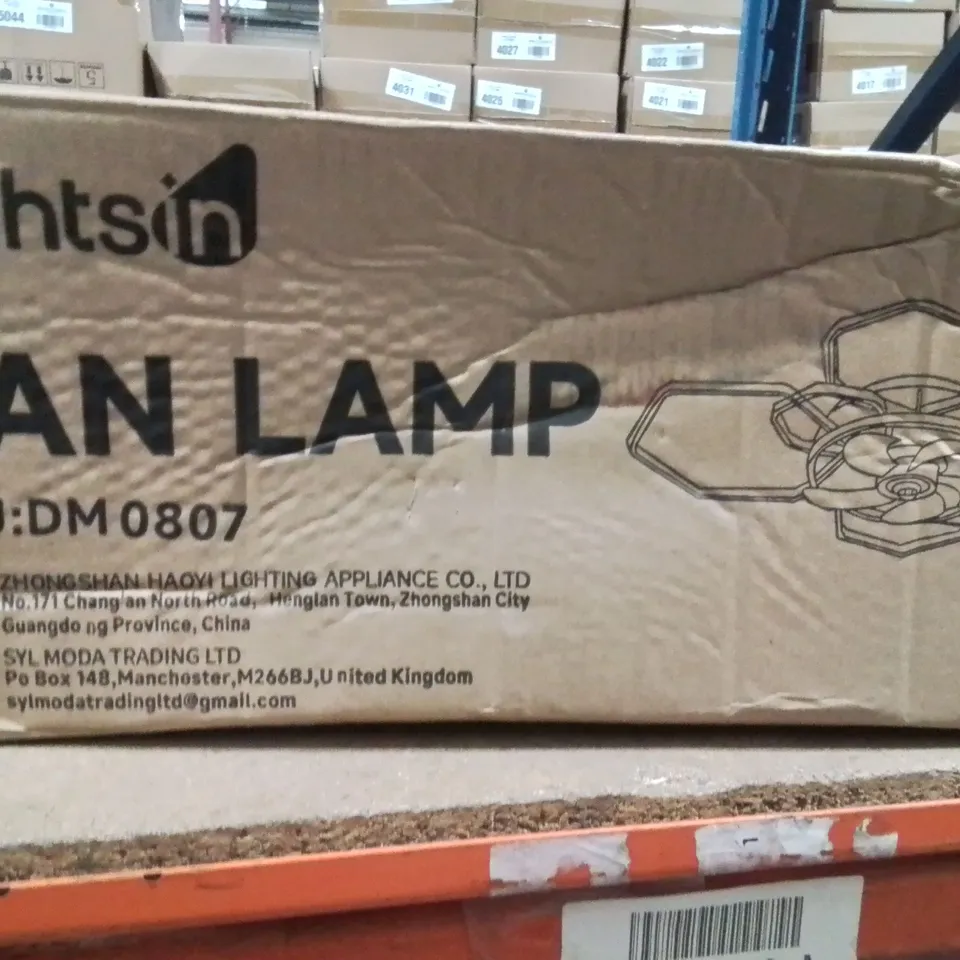 5044
4027
4022
4031
4025
4021
4017
htsin
AN LAMP
:DM 0807
ZHONGSHAN HAOYI LIGHTING APPLIANCE CO., LTD
No.171 Chang'an North Road, Henglan Town, Zhongshan City
Guangdo ng Province, China
SYL MODA TRADING LTD
Po Box 148,Manchoster,M266BJ,U nited Kingdom
sylmodatradingltd@gmail.com
1